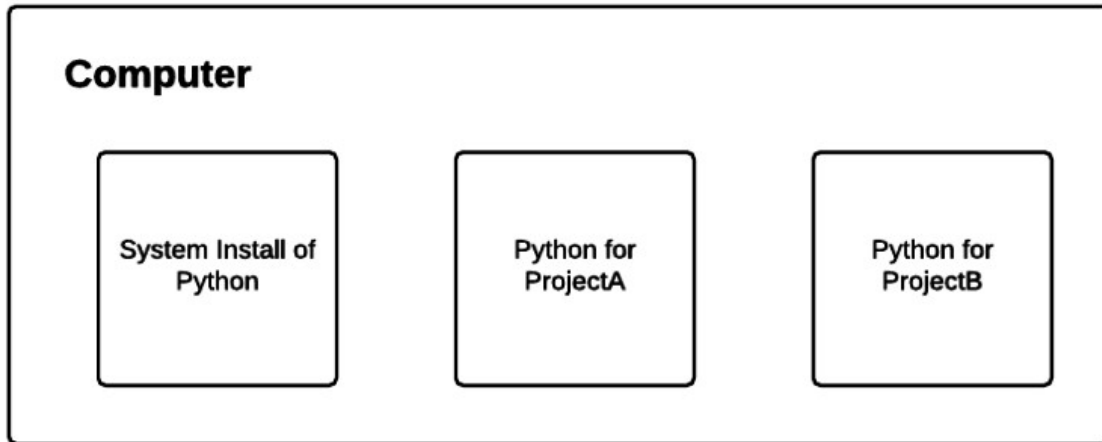 Computer
System Install of
Python
Python for
ProjectA
Python for
ProjectB